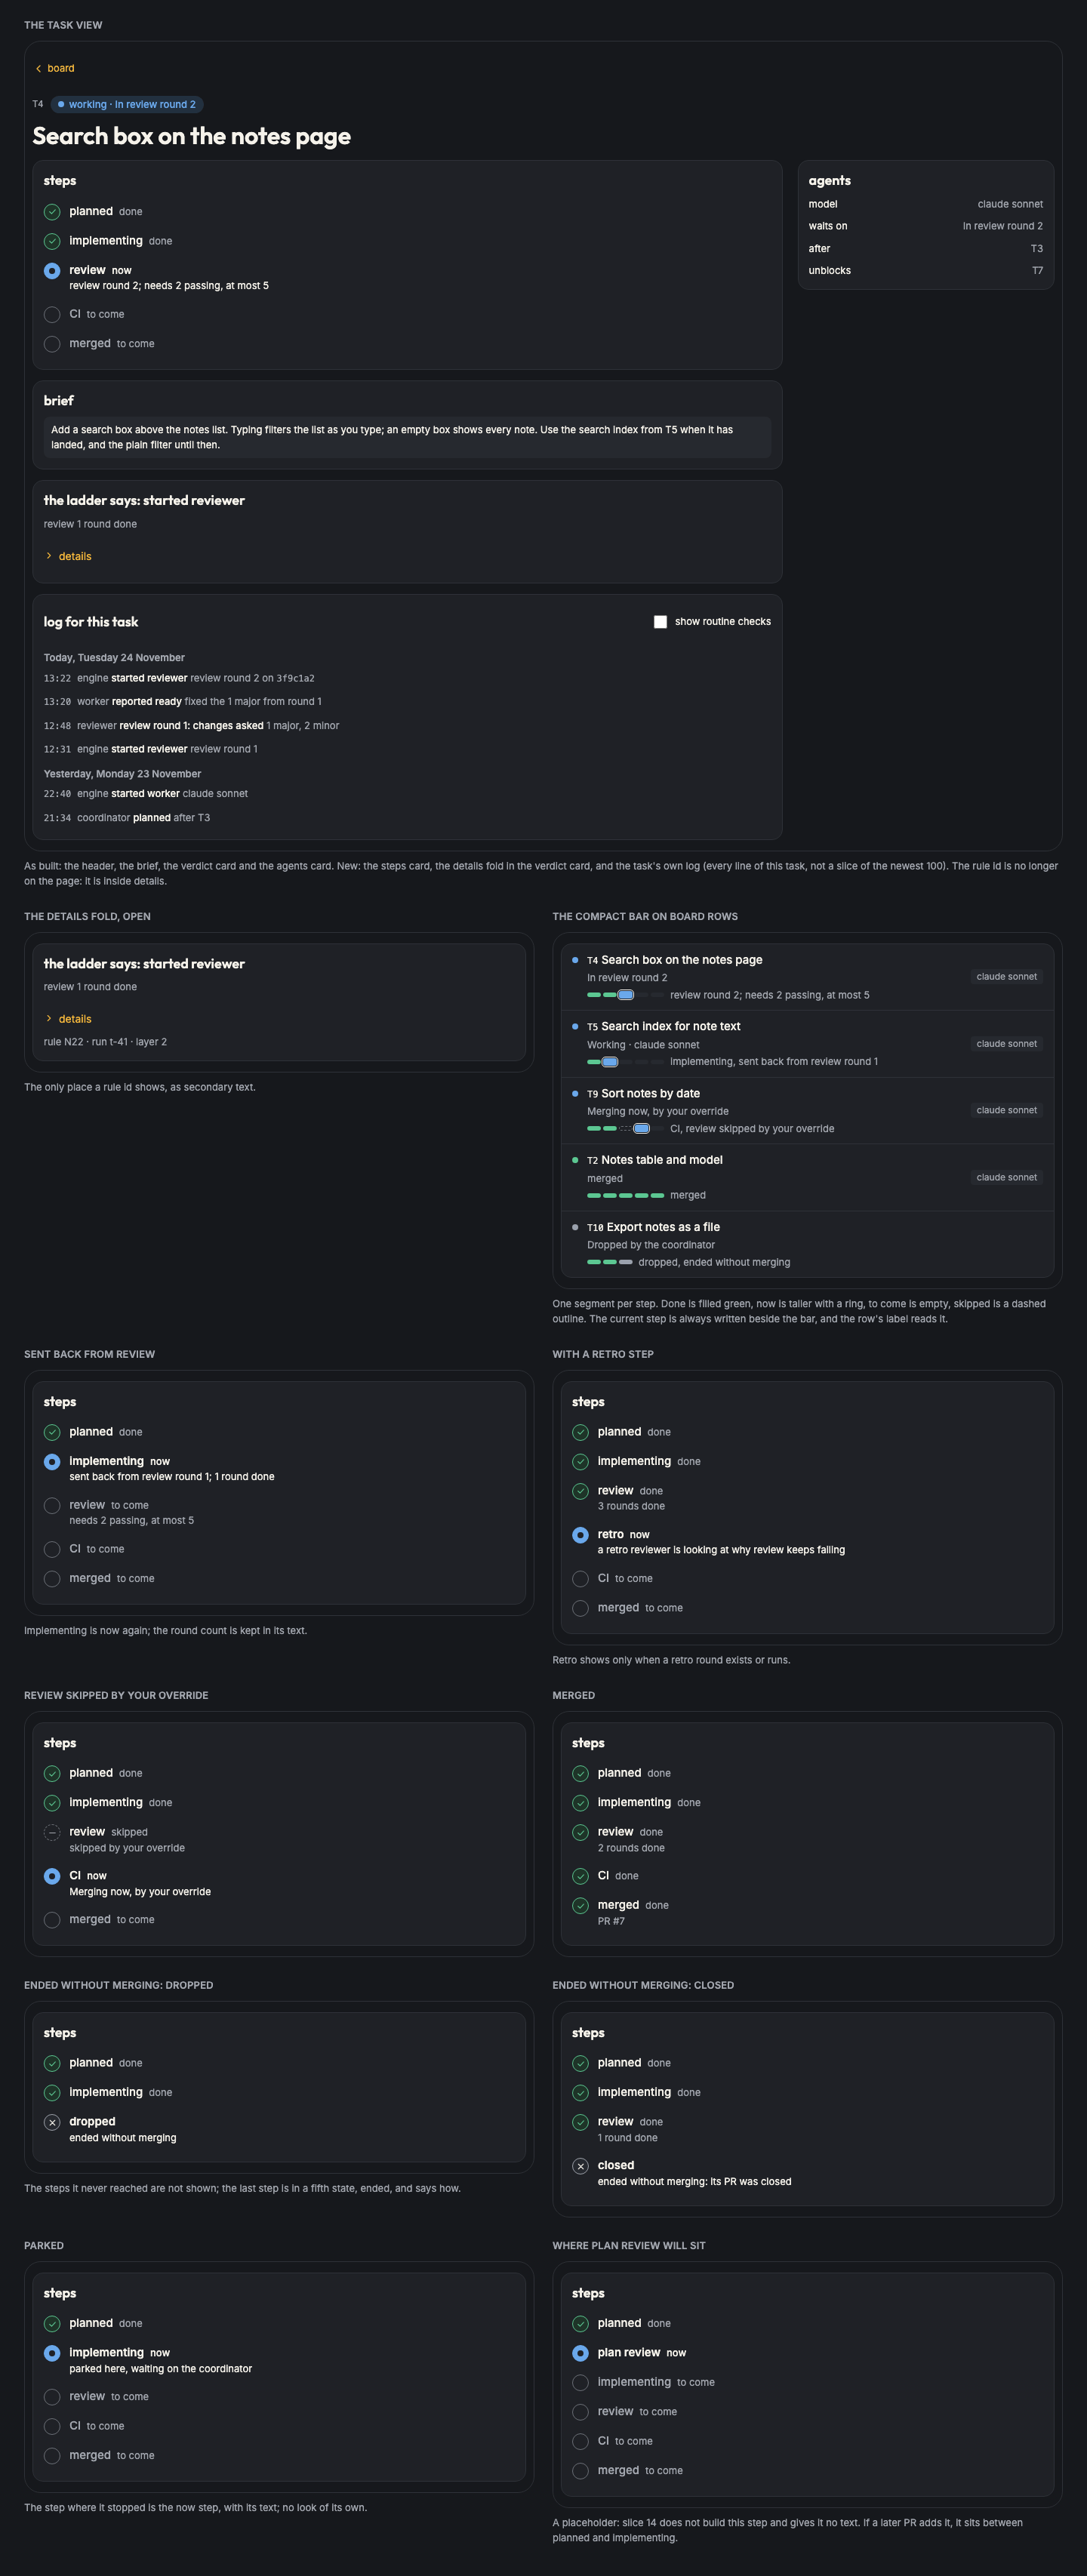 THE TASK VIEW
board
T4 working · In review round 2
Search box on the notes page
steps
planned done
implementing done
review now
review round 2; needs 2 passing, at most 5
CI to come
merged to come
agents
model claude sonnet
waits on In review round 2
after T3
unblocks T7
brief
Add a search box above the notes list. Typing filters the list as you type; an empty box shows every note. Use the search index from T5 when it has
landed, and the plain filter until then.
the ladder says: started reviewer
review 1 round done
details
log for this task
show routine checks
Today, Tuesday 24 November
13:22 engine started reviewer review round 2 on 3f9c1a2
13:20 worker reported ready fixed the 1 major from round 1
12:48 reviewer review round 1: changes asked 1 major, 2 minor
12:31 engine started reviewer review round 1
Yesterday, Monday 23 November
22:40 engine started worker claude sonnet
21:34 coordinator planned after T3
As built: the header, the brief, the verdict card and the agents card. New: the steps card, the details fold in the verdict card, and the task's own log (every line of this task, not a slice of the newest 100). The rule id is no longer
on the page: it is inside details.
THE DETAILS FOLD, OPEN
the ladder says: started reviewer
review 1 round done
details
rule N22 · run t-41 · layer 2
The only place a rule id shows, as secondary text.
THE COMPACT BAR ON BOARD ROWS
T4 Search box on the notes page
In review round 2
review round 2; needs 2 passing, at most 5
claude sonnet
T5 Search index for note text
Working · claude sonnet
implementing, sent back from review round 1
claude sonnet
T9 Sort notes by date
Merging now, by your override
CI, review skipped by your override
claude sonnet
T2 Notes table and model
merged
merged
claude sonnet
T10 Export notes as a file
Dropped by the coordinator
dropped, ended without merging
One segment per step. Done is filled green, now is taller with a ring, to come is empty, skipped is a dashed
outline. The current step is always written beside the bar, and the row's label reads it.
SENT BACK FROM REVIEW
steps
planned done
implementing now
sent back from review round 1; 1 round done
review to come
needs 2 passing, at most 5
CI to come
merged to come
Implementing is now again; the round count is kept in its text.
WITH A RETRO STEP
steps
planned done
implementing done
review done
3 rounds done
retro now
a retro reviewer is looking at why review keeps failing
CI to come
merged to come
Retro shows only when a retro round exists or runs.
REVIEW SKIPPED BY YOUR OVERRIDE
steps
planned done
implementing done
review skipped
skipped by your override
CI now
Merging now, by your override
merged to come
MERGED
steps
planned done
implementing done
review done
2 rounds done
CI done
merged done
PR #7
ENDED WITHOUT MERGING: DROPPED
steps
planned done
implementing done
dropped
ended without merging
The steps it never reached are not shown; the last step is in a fifth state, ended, and says how.
ENDED WITHOUT MERGING: CLOSED
steps
planned done
implementing done
review done
1 round done
closed
ended without merging: its PR was closed
PARKED
steps
planned done
implementing now
parked here, waiting on the coordinator
review to come
CI to come
merged to come
The step where it stopped is the now step, with its text; no look of its own.
WHERE PLAN REVIEW WILL SIT
steps
planned done
plan review now
implementing to come
review to come
CI to come
merged to come
A placeholder: slice 14 does not build this step and gives it no text. If a later PR adds it, it sits between
planned and implementing.